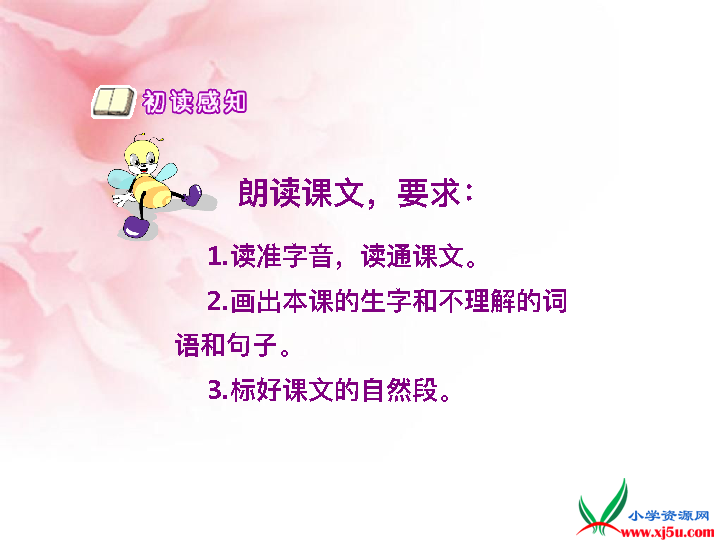 初读感知
朗读课文，要求：
1.读准字音，读通课文。
2.画出本课的生字和不理解的词
语和句子。
3.标好课文的自然段。
小学资源网
www.xj5u.com